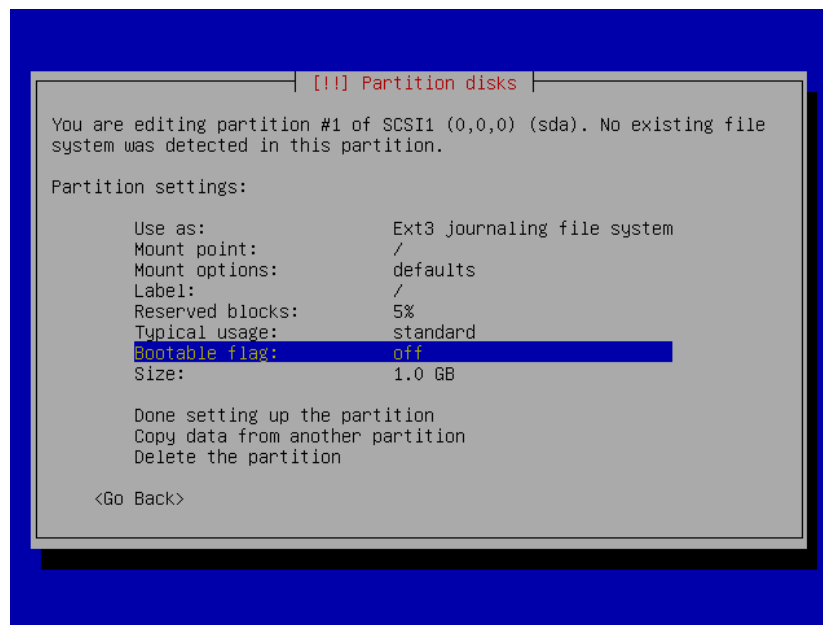 [!!] Partition disks
You are editing partition #1 of SCSI1 (0,0,0) (sda). No existing file
system was detected in this partition.
Partition settings:
Use as: Ext3 journaling file system
Mount point: /
Mount options: defaults
Label: /
Reserved blocks: 5%
Typical usage: standard
Bootable flag: off
Size: 1.0 GB
Done setting up the partition
Copy data from another partition
Delete the partition
<Go Back>